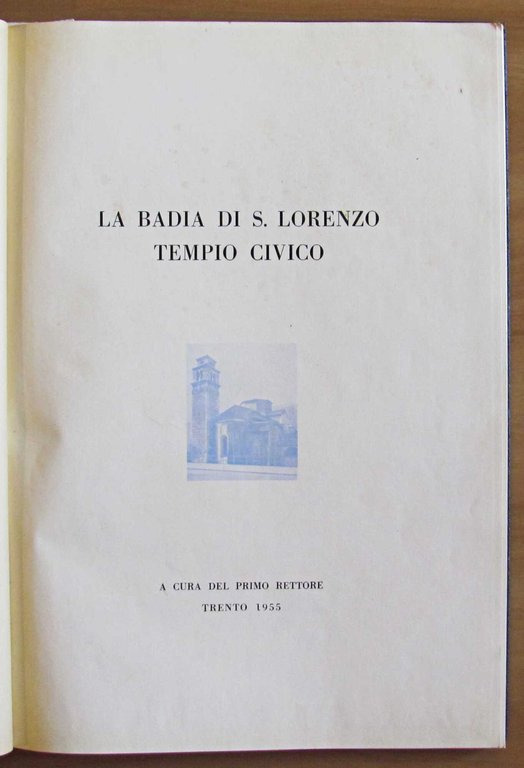 LA BADIA DI S. LORENZO
TEMPIO CIVICO
A CURA DEL PRIMO RETTORE
TRENTO 1955